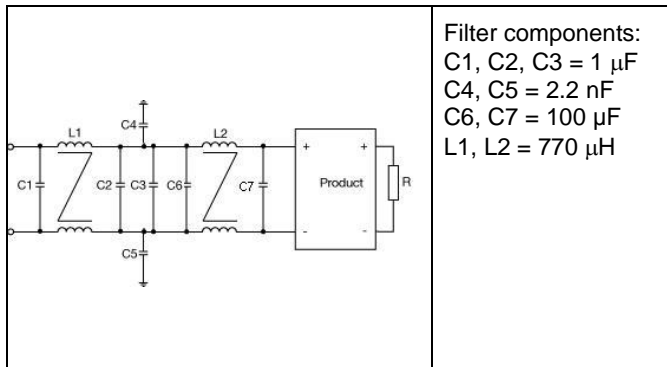 C4
L1
L2
C1
C2
C3
C6
C7
+
+
Product
R
-
-
C5
Filter components:
C1, C2, C3 = 1 μF
C4, C5 = 2.2 nF
C6, C7 = 100 µF
L1, L2 = 770 μH